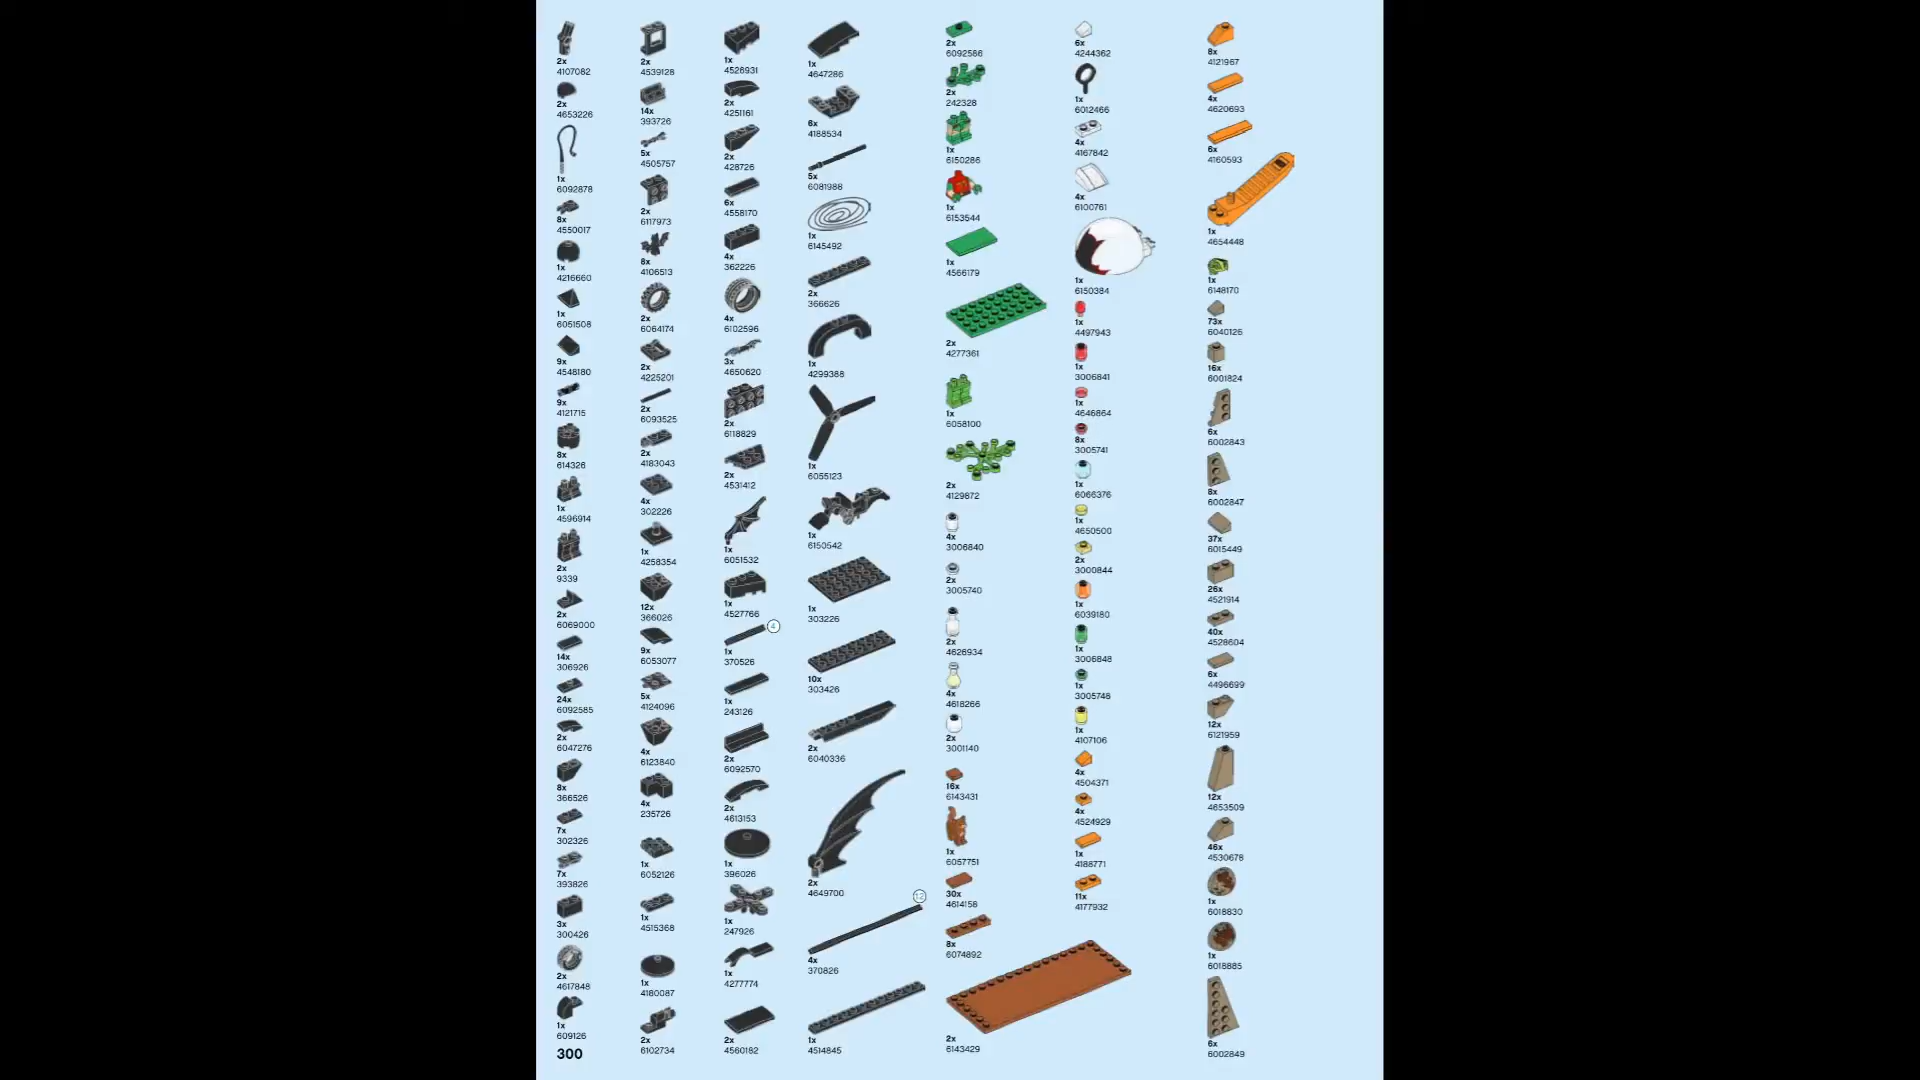 2x
4107082
2x
4653226
1x
6092878
8x
4550017
1x
4216660
1x
6051508
9x
4548180
9x
4121715
8x
614326
1x
4596914
2x
9339
2x
6069000
14x
306926
24x
6092585
2x
6047276
8x
366526
7x
302326
7x
393826
3x
300426
2x
4617848
1x
609126
300
2x
4539128
14x
393726
5x
4505757
2x
6117973
8x
4106513
2x
6064174
2x
4225201
2x
6093525
2x
4183043
4x
302226
1x
4258354
12x
366026
9x
6053077
5x
4124096
4x
6123840
4x
235726
1x
6052126
1x
4515368
1x
4180087
2x
6102734
1x
4526931
2x
4251161
2x
428726
6x
4558170
4x
362226
4x
6102596
3x
4650620
2x
6118829
2x
4531412
1x
6051532
1x
4527766
4
1x
370526
1x
243126
2x
6092570
2x
4613153
1x
396026
1x
247926
1x
4277774
2x
4560182
1x
4647286
6x
4188534
5x
6081988
1x
6145492
2x
366626
1x
4299388
1x
6055123
1x
6150542
1x
303226
10x
303426
2x
6040336
2x
4649700
12
4x
370826
1x
4514845
2x
6092586
2x
242328
1x
6150286
1x
6153544
1x
4566179
2x
4277361
1x
6058100
2x
4129872
4x
3006840
2x
3005740
2x
4626934
4x
4618266
2x
3001140
16x
6143431
1x
6057751
30x
4614158
8x
6074892
2x
6143429
6x
4244362
1x
6012466
4x
4167842
4x
6100761
1x
6150384
1x
4497943
1x
3006841
1x
4646864
8x
3005741
1x
6066376
1x
4650500
2x
3000844
1x
6039180
1x
3006848
1x
3005748
1x
4107106
4x
4504371
4x
4524929
1x
4188771
11x
4177932
8x
4121967
4x
4620693
6x
4160593
1x
4654448
1x
6148170
73x
6040125
16x
6001824
6x
6002843
8x
6002847
37x
6015449
26x
4521914
40x
4528604
6x
4496699
12x
6121959
12x
4653509
46x
4530678
1x
6018830
1x
6018885
6x
6002849